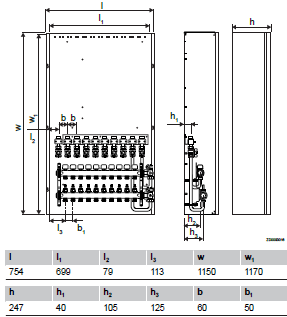 l
h
l₁
w
w₁
b b
h₁
l₂
l₃
b₁
h₂
h₃
l l₁ l₂ l₃ w w₁
754 699 79 113 1150 1170
h h₁ h₂ h₃ b b₁
247 40 105 125 60 50